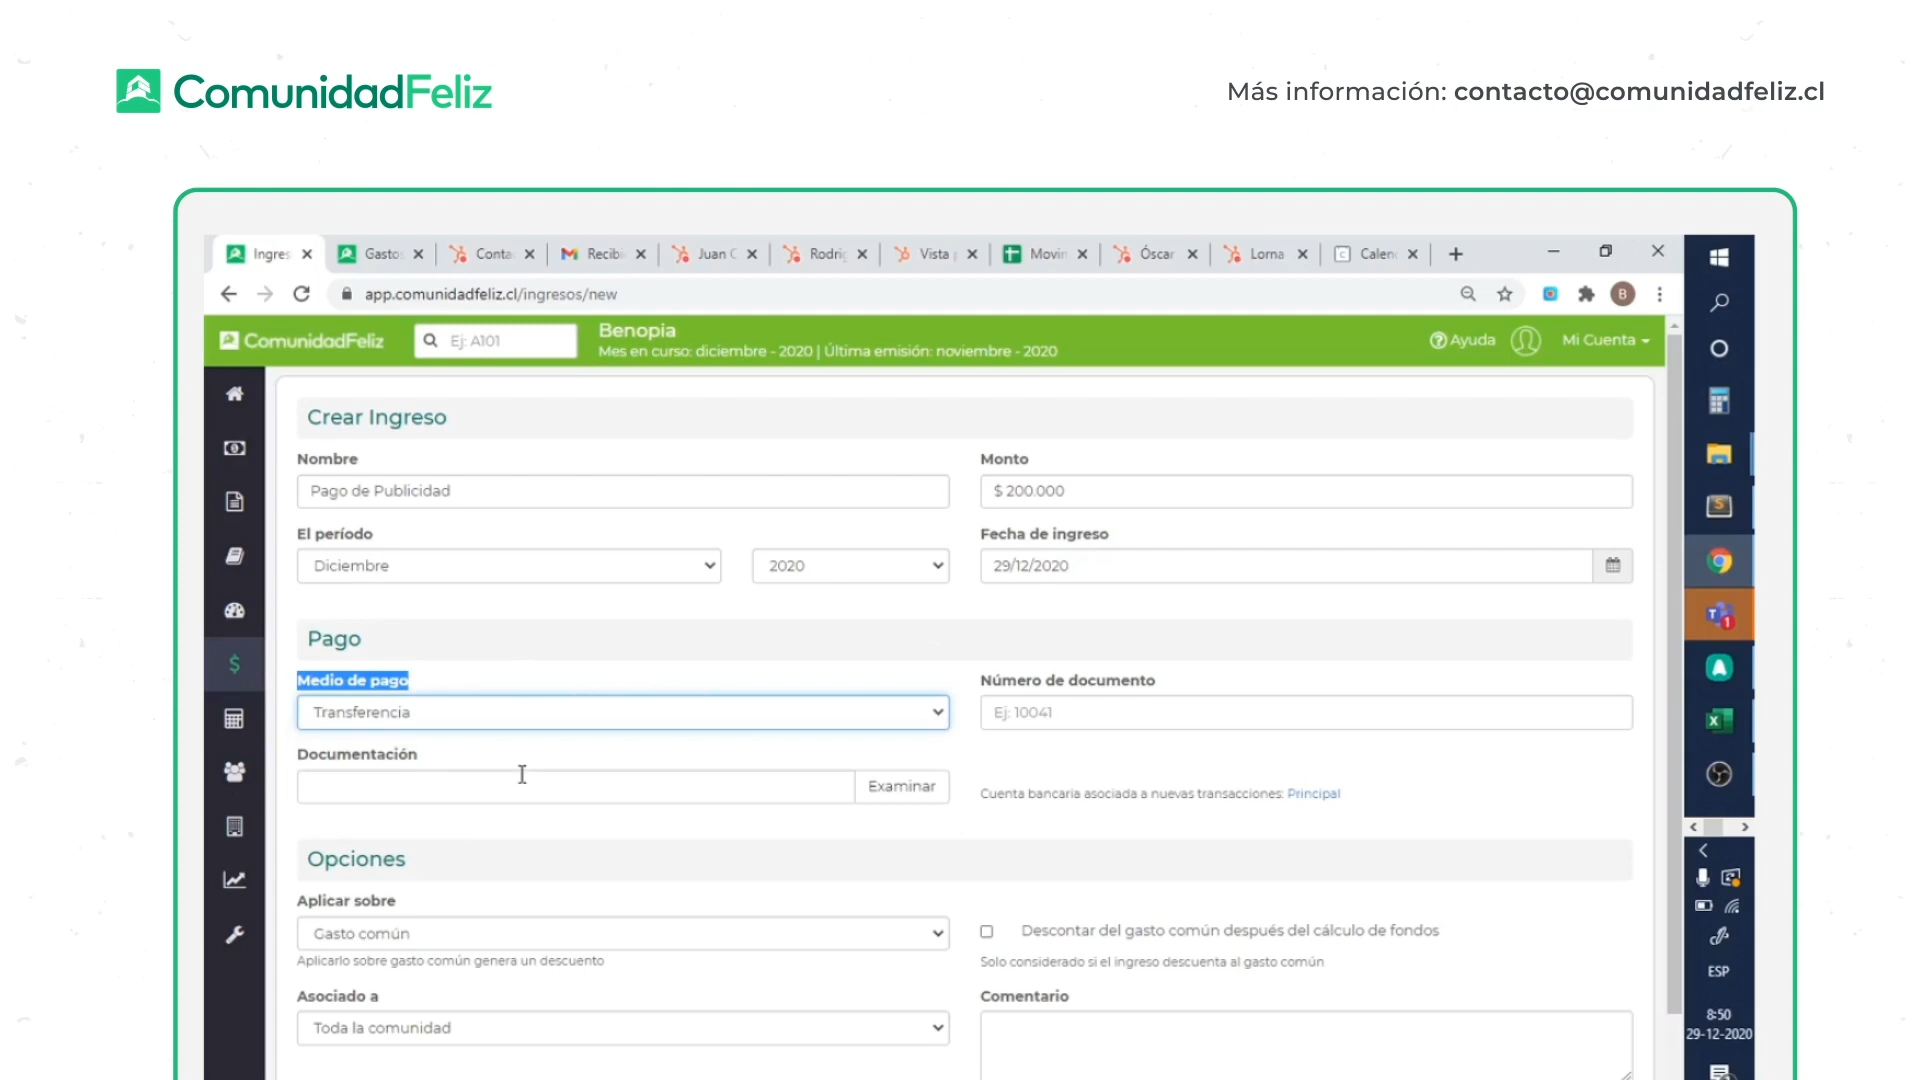 ComunidadFeliz
Más información: contacto@comunidadfeliz.cl
Ingres
Gasto
Conta
Recibi
Juan C
Rodrig
Vista
Movin
Óscar
Lorna
Calen
app.comunidadfeliz.cl/ingresos/new
B
ComunidadFeliz
Ej: A101
Benopia
Mes en curso: diciembre - 2020 | Última emisión: noviembre - 2020
Ayuda
Mi Cuenta
Crear Ingreso
Nombre
Monto
Pago de Publicidad
$ 200.000
El período
Fecha de ingreso
Diciembre
2020
29/12/2020
Pago
Medio de pago
Número de documento
Transferencia
Ej: 10041
Documentación
Examinar
Cuenta bancaria asociada a nuevas transacciones: Principal
Opciones
Aplicar sobre
Gasto común
Descontar del gasto común después del cálculo de fondos
Aplicarlo sobre gasto común genera un descuento
Solo considerado si el ingreso descuenta al gasto común
Asociado a
Comentario
Toda la comunidad
ESP
8:50
29-12-2020